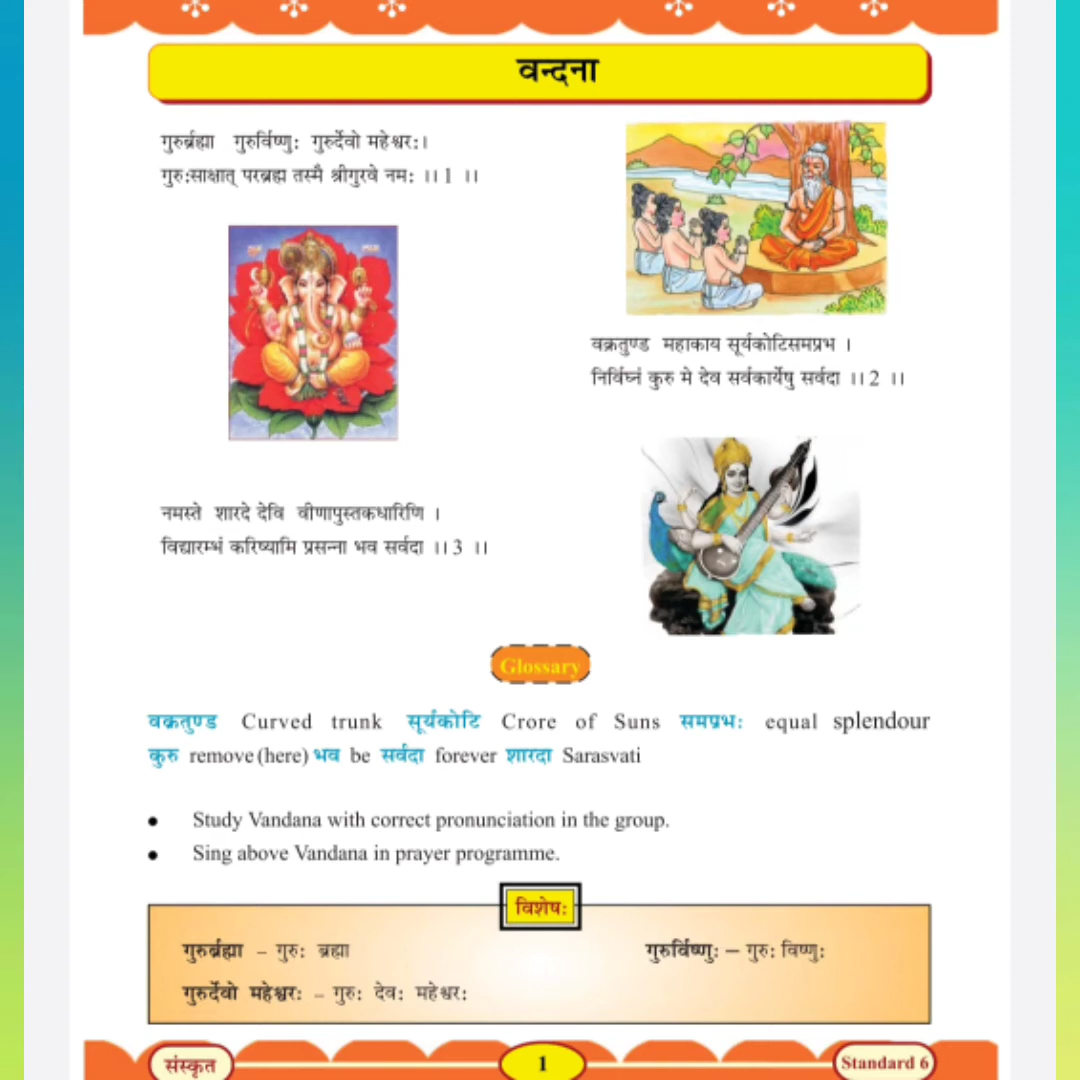 वन्दना
गुरुर्ब्रह्मा गुरुर्विष्णुः गुरुर्देवो महेश्वरः।
गुरुःसाक्षात् परब्रह्म तस्मै श्रीगुरवे नमः ।। 1 ।।
वक्रतुण्ड महाकाय सूर्यकोटिसमप्रभ ।
निर्विघ्नं कुरु मे देव सर्वकार्येषु सर्वदा ।। 2 ।।
नमस्ते शारदे देवि वीणापुस्तकधारिणि ।
विद्यारम्भं करिष्यामि प्रसन्ना भव सर्वदा ।। 3 ।।
Glossary
वक्रतुण्ड Curved trunk सूर्यकोटि Crore of Suns समप्रभः equal splendour
कुरु remove (here) भव be सर्वदा forever शारदा Sarasvati
• Study Vandana with correct pronunciation in the group.
• Sing above Vandana in prayer programme.
विशेषः
गुरुर्ब्रह्मा – गुरुः ब्रह्मा गुरुर्विष्णुः – गुरुः विष्णुः
गुरुर्देवो महेश्वरः – गुरुः देवः महेश्वरः
संस्कृत 1 Standard 6